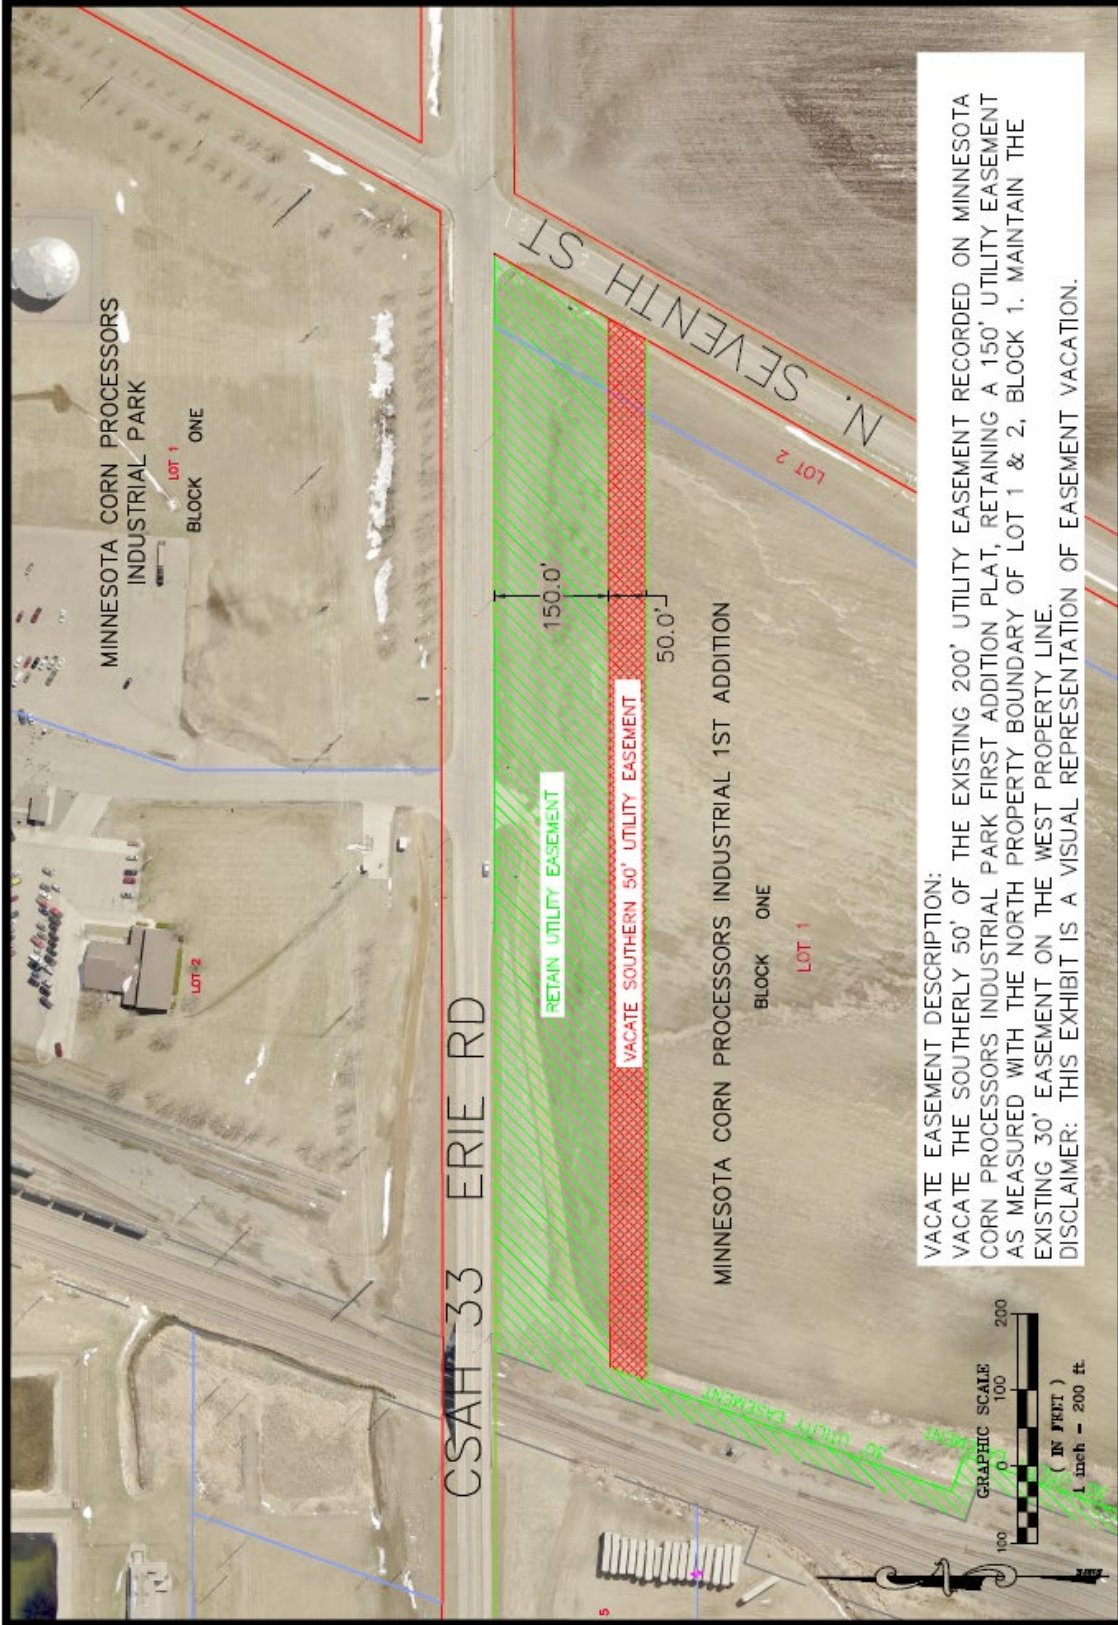 MINNESOTA CORN PROCESSORS
INDUSTRIAL PARK
LOT 1
BLOCK ONE
LOT 2
CSAH 33 ERIE RD
N. SEVENTH ST
150.0'
50.0'
RETAIN UTILITY EASEMENT
VACATE SOUTHERN 50' UTILITY EASEMENT
LOT 2
MINNESOTA CORN PROCESSORS INDUSTRIAL 1ST ADDITION
BLOCK ONE
LOT 1
30' UTILITY EASEMENT
EASEMENT
5
GRAPHIC SCALE
100 0 100 200
( IN FEET )
1 inch = 200 ft.
VACATE EASEMENT DESCRIPTION:
VACATE THE SOUTHERLY 50' OF THE EXISTING 200' UTILITY EASEMENT RECORDED ON MINNESOTA
CORN PROCESSORS INDUSTRIAL PARK FIRST ADDITION PLAT, RETAINING A 150' UTILITY EASEMENT
AS MEASURED WITH THE NORTH PROPERTY BOUNDARY OF LOT 1 & 2, BLOCK 1. MAINTAIN THE
EXISTING 30' EASEMENT ON THE WEST PROPERTY LINE.
DISCLAIMER: THIS EXHIBIT IS A VISUAL REPRESENTATION OF EASEMENT VACATION.